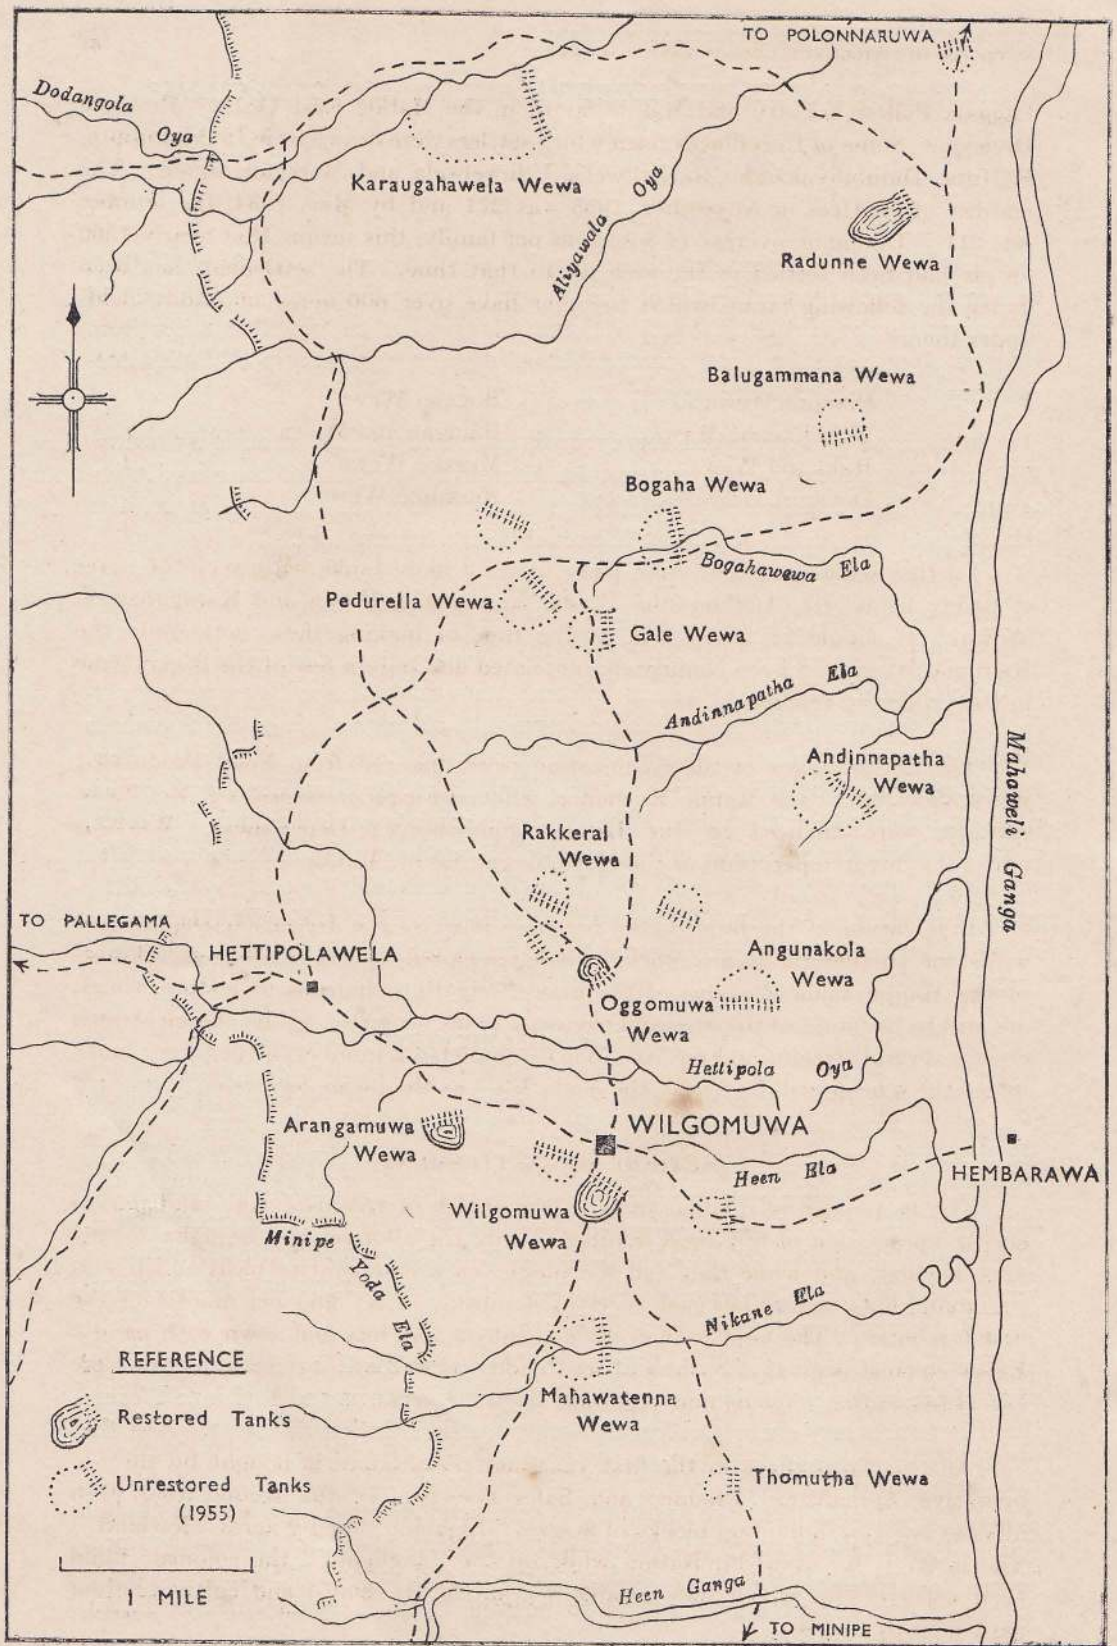 TO POLONNARUWA
Dodangola
Oya
Karaugahawela Wewa
Aliyawala Oya
Radunne Wewa
Balugammana Wewa
Bogaha Wewa
Bogahawewa Ela
Pedurella Wewa
Gale Wewa
Andinnapatha Ela
Andinnapatha
Wewa
Mahaweli Ganga
Rakkeral
Wewa
TO PALLEGAMA
HETTIPOLAWELA
Angunakola
Wewa
Oggomuwa
Wewa
Hettipola Oya
Arangamuwa
Wewa
WILGOMUWA
Heen Ela
HEMBARAWA
Wilgomuwa
Wewa
Minipe
Yoda
Ela
Nikane Ela
REFERENCE
Restored Tanks
Unrestored Tanks
(1955)
1 MILE
Mahawatenna
Wewa
Thomutha Wewa
Heen Ganga
TO MINIPE